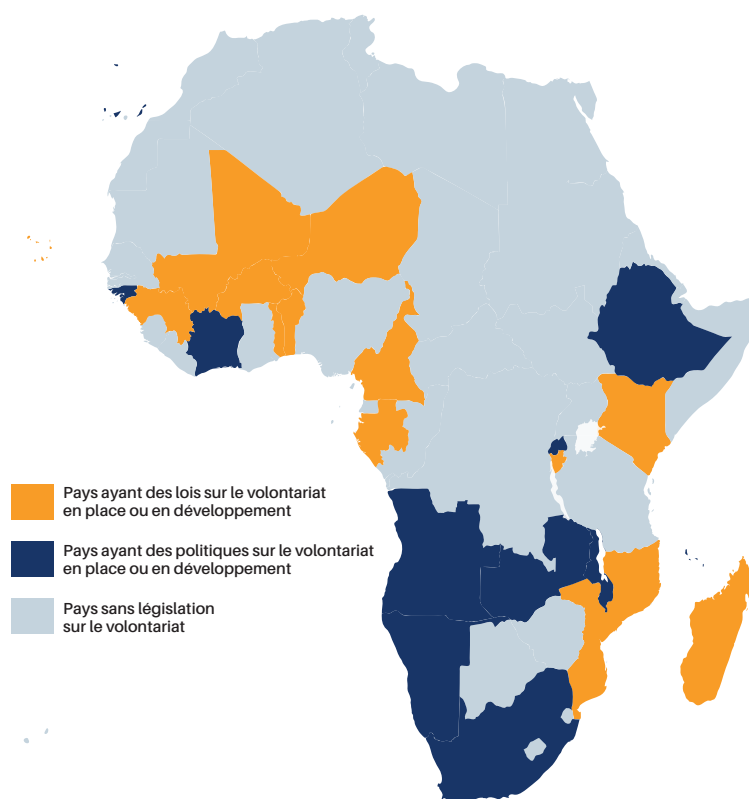 Pays ayant des lois sur le volontariat
en place ou en développement
Pays ayant des politiques sur le volontariat
en place ou en développement
Pays sans législation
sur le volontariat